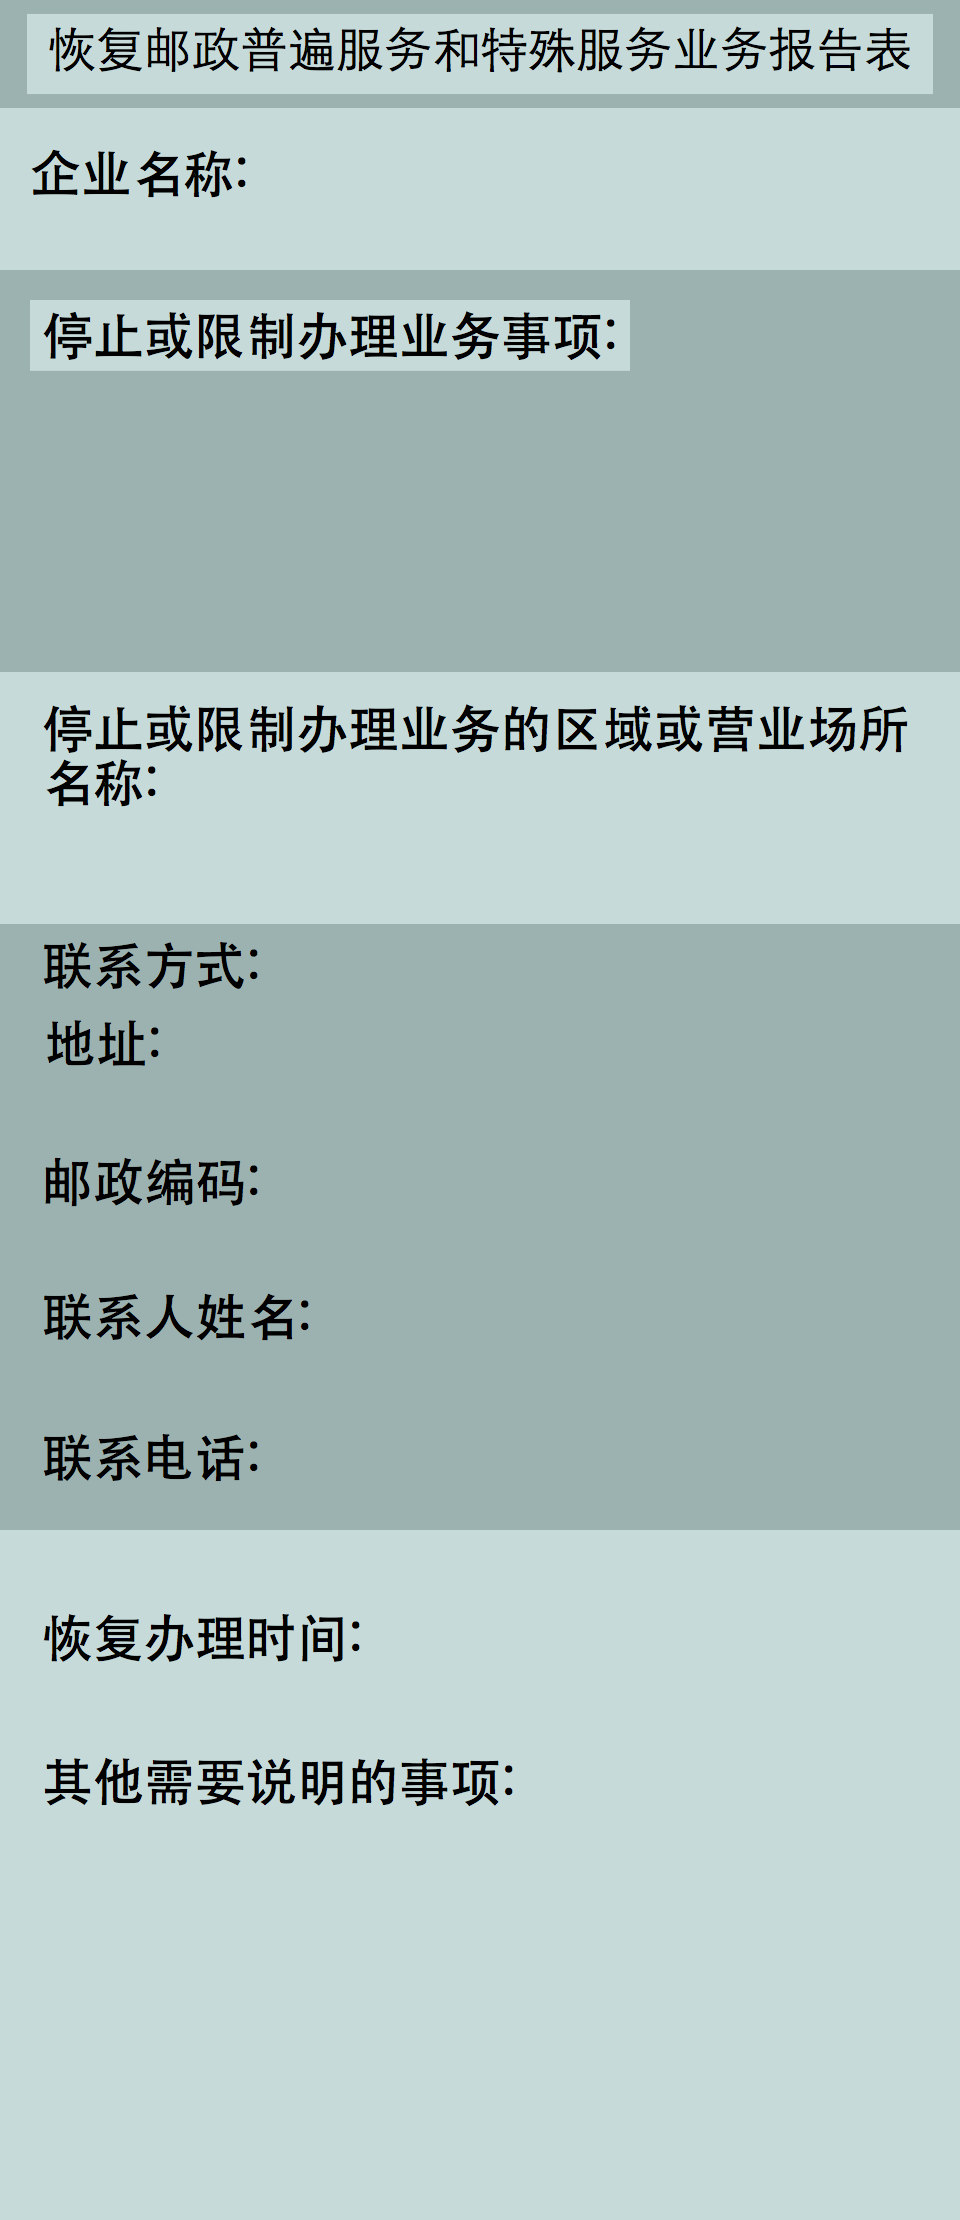 恢复邮政普遍服务和特殊服务业务报告表
企业名称：
停止或限制办理业务事项：
停止或限制办理业务的区域或营业场所
名称：
联系方式：
地址：
邮政编码：
联系人姓名：
联系电话：
恢复办理时间：
其他需要说明的事项：